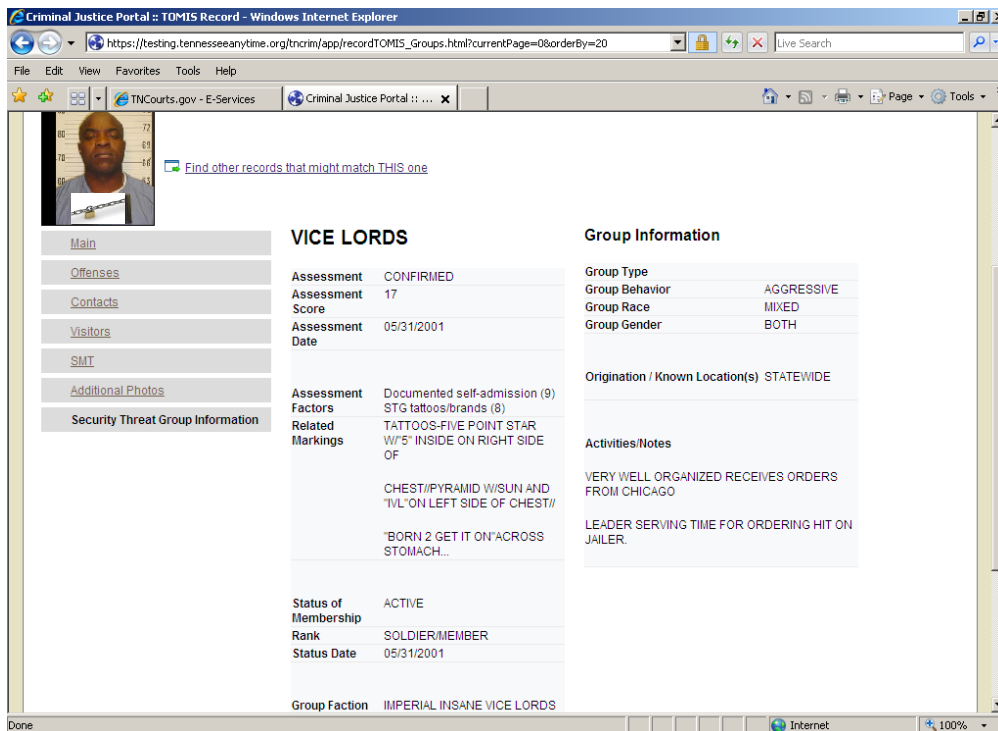 Criminal Justice Portal :: TOMIS Record - Windows Internet Explorer
https://testing.tennesseeanytime.org/tncrim/app/recordTOMIS_Groups.html?currentPage=0&orderBy=20
Live Search
File Edit View Favorites Tools Help
TNCourts.gov - E-Services
Criminal Justice Portal :: ...
Page
Tools
80
72
69
70
66
60
63
Find other records that might match THIS one
Main
Offenses
Contacts
Visitors
SMT
Additional Photos
Security Threat Group Information
VICE LORDS
Assessment CONFIRMED
Assessment Score 17
Assessment Date 05/31/2001
Assessment Factors Documented self-admission (9)
STG tattoos/brands (8)
Related Markings TATTOOS-FIVE POINT STAR
W/"5" INSIDE ON RIGHT SIDE
OF
CHEST//PYRAMID W/SUN AND
"IVL"ON LEFT SIDE OF CHEST//
"BORN 2 GET IT ON"ACROSS
STOMACH...
Status of Membership ACTIVE
Rank SOLDIER/MEMBER
Status Date 05/31/2001
Group Faction IMPERIAL INSANE VICE LORDS
Group Information
Group Type
Group Behavior AGGRESSIVE
Group Race MIXED
Group Gender BOTH
Origination / Known Location(s) STATEWIDE
Activities/Notes
VERY WELL ORGANIZED RECEIVES ORDERS
FROM CHICAGO
LEADER SERVING TIME FOR ORDERING HIT ON
JAILER.
Done
Internet
100%